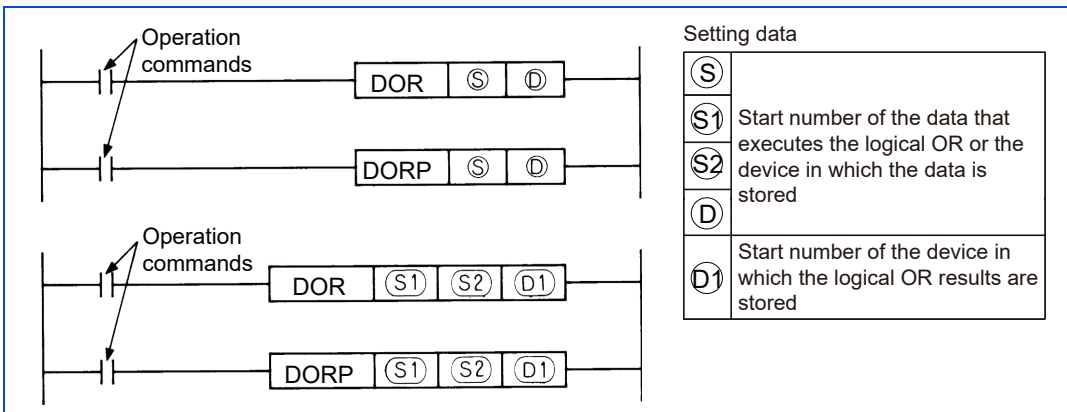 Operation
commands
DOR Ⓢ Ⓓ
DORP Ⓢ Ⓓ
Operation
commands
DOR S1 S2 D1
DORP S1 S2 D1
Setting data
Ⓢ
S1
S2
Ⓓ
Start number of the data that
executes the logical OR or the
device in which the data is
stored
D1
Start number of the device in
which the logical OR results are
stored